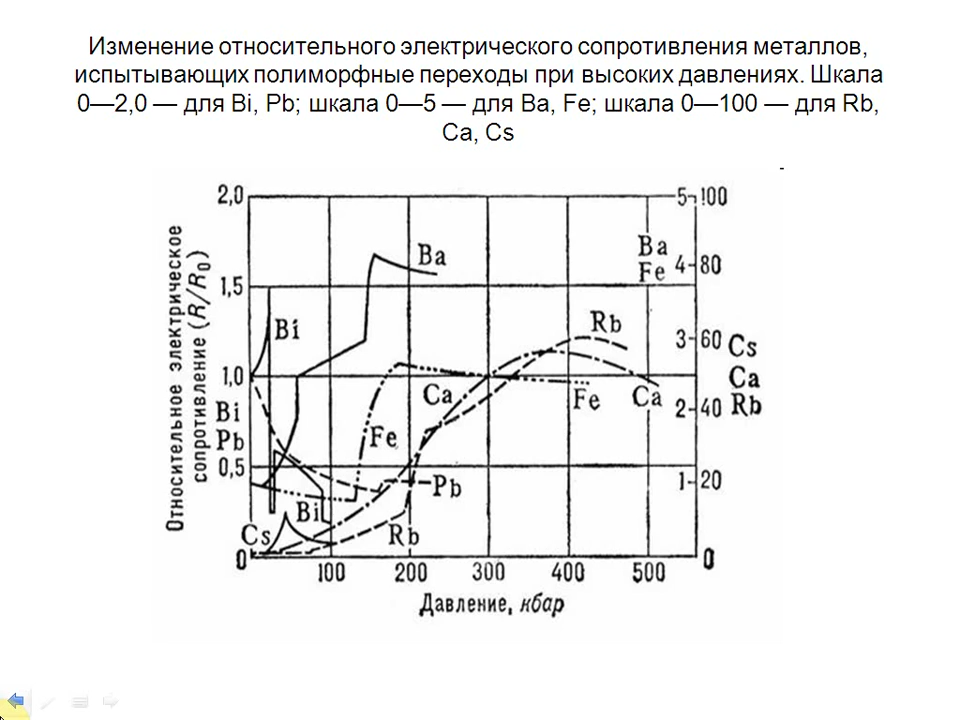 Изменение относительного электрического сопротивления металлов,
испытывающих полиморфные переходы при высоких давлениях. Шкала
0—2,0 — для Bi, Pb; шкала 0—5 — для Ba, Fe; шкала 0—100 — для Rb,
Ca, Cs
Относительное электрическое
сопротивление (R/R0)
2,0
1,5
1,0
Bi
Pb
0,5
0
Ba
Bi
Ca
Fe
Rb
Fe
Ca
Pb
Bi
Cs
Rb
Ba
Fe
5 100
4 80
3 60
2 40
1 20
0
Cs
Ca
Rb
100 200 300 400 500
Давление, кбар